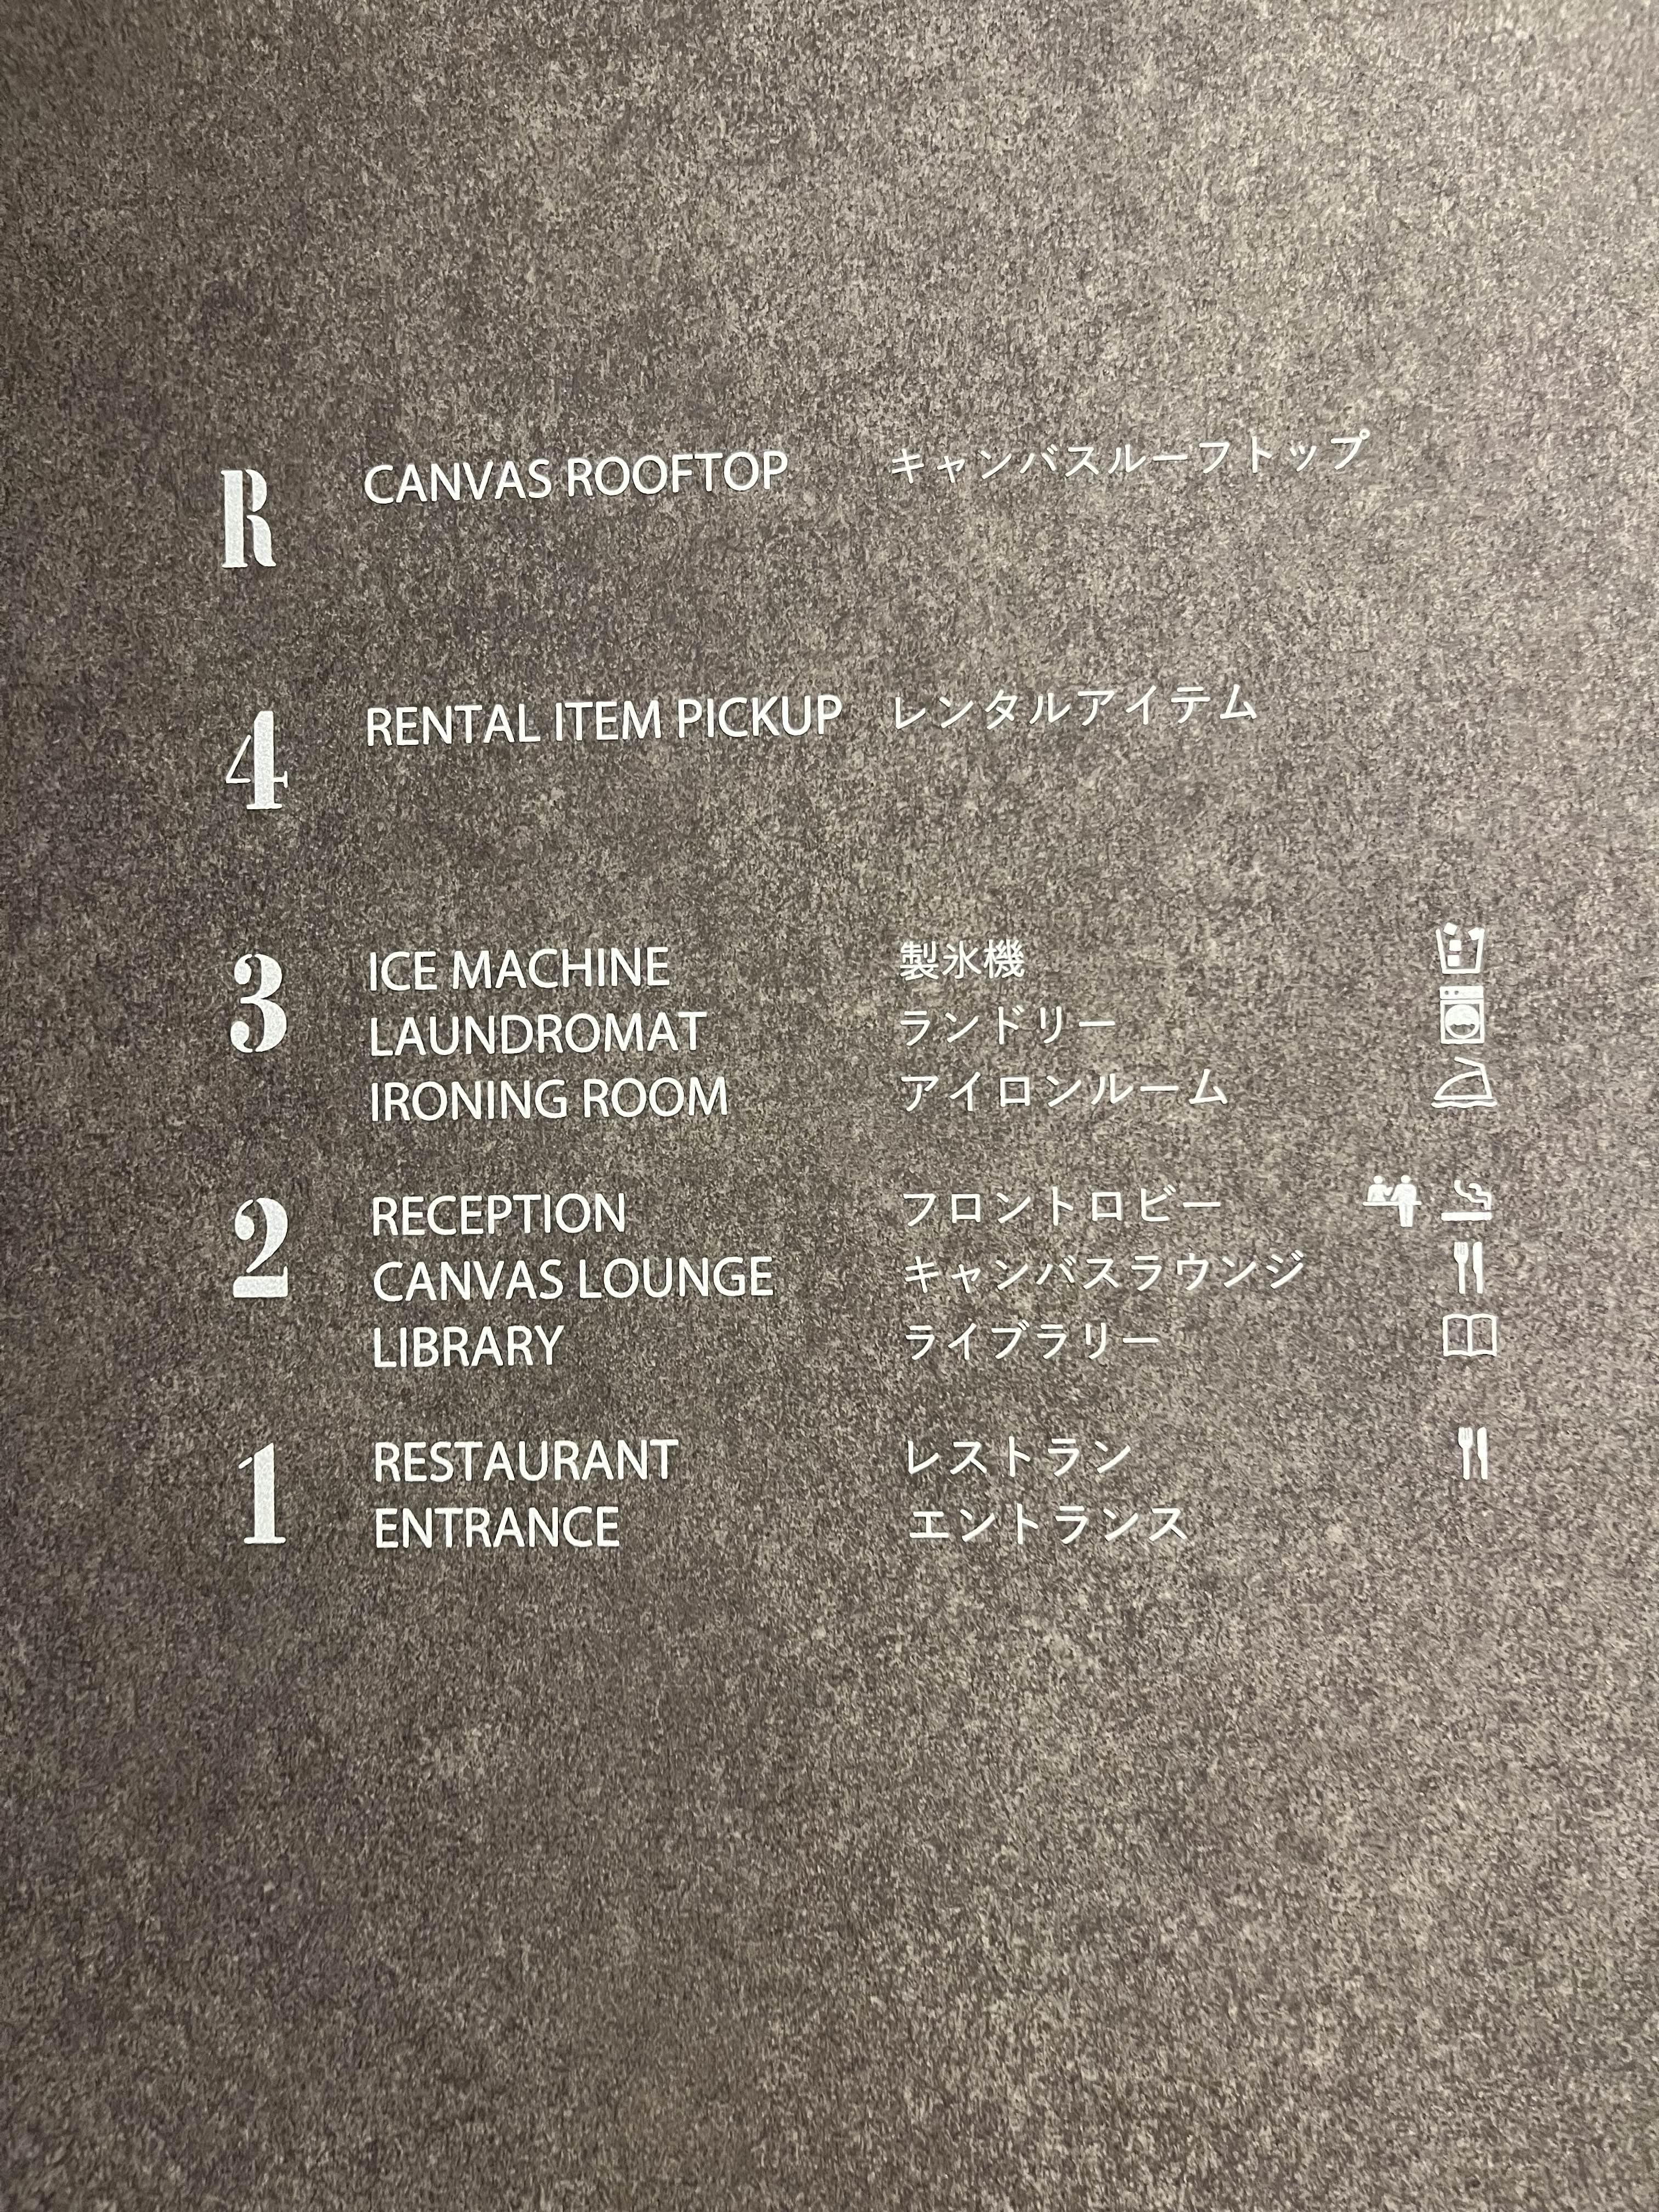 R CANVAS ROOFTOP キャンバスルーフトップ
4 RENTAL ITEM PICKUP レンタルアイテム
3 ICE MACHINE 製氷機
LAUNDROMAT ランドリー
IRONING ROOM アイロンルーム
2 RECEPTION フロントロビー
CANVAS LOUNGE キャンバスラウンジ
LIBRARY ライブラリー
1 RESTAURANT レストラン
ENTRANCE エントランス